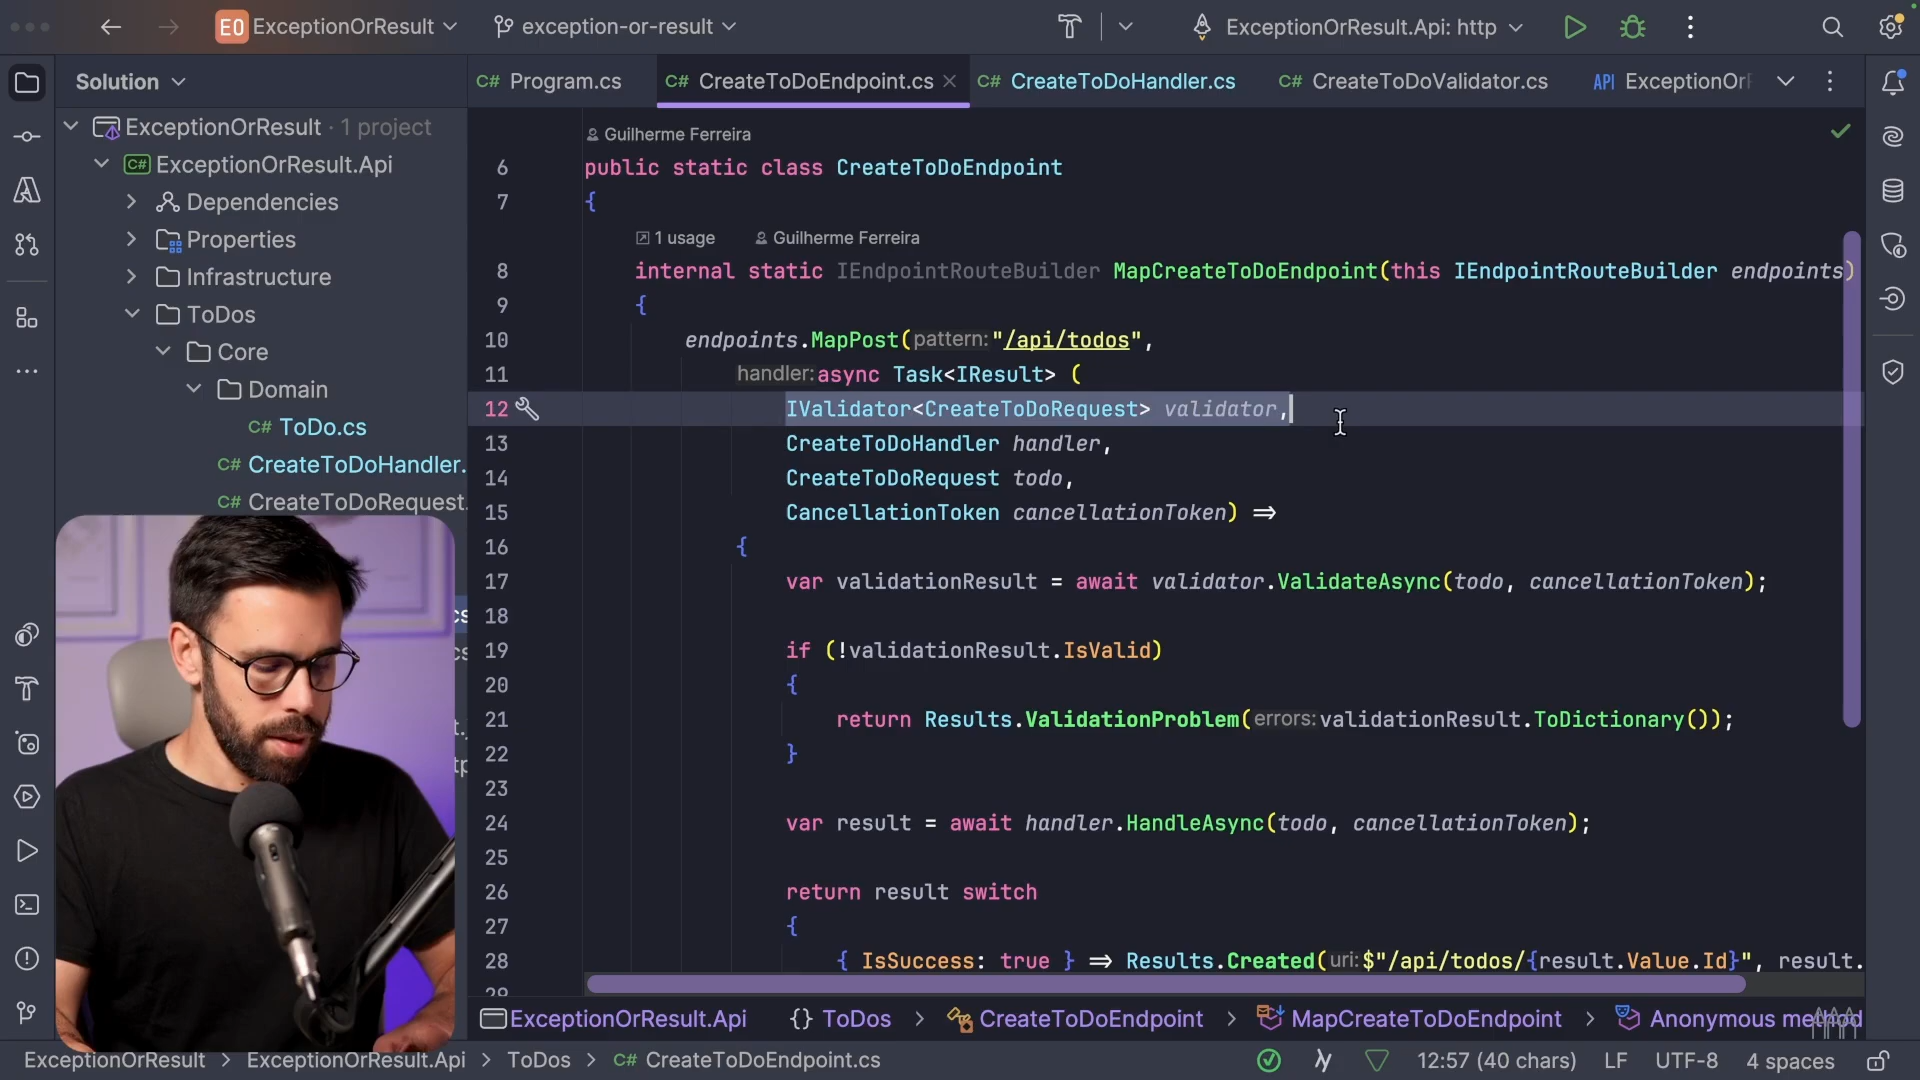 EO ExceptionOrResult exception-or-result ExceptionOrResult.Api: http
Solution
C# Program.cs C# CreateToDoEndpoint.cs C# CreateToDoHandler.cs C# CreateToDoValidator.cs API ExceptionOrR
ExceptionOrResult · 1 project
C# ExceptionOrResult.Api
Dependencies
Properties
Infrastructure
ToDos
Core
Domain
C# ToDo.cs
C# CreateToDoHandler.
C# CreateToDoRequest.
Guilherme Ferreira
6 public static class CreateToDoEndpoint
7 {
1 usage Guilherme Ferreira
8 internal static IEndpointRouteBuilder MapCreateToDoEndpoint(this IEndpointRouteBuilder endpoints)
9 {
10 endpoints.MapPost(pattern:"/api/todos",
11 handler:async Task<IResult> (
12 IValidator<CreateToDoRequest> validator,
13 CreateToDoHandler handler,
14 CreateToDoRequest todo,
15 CancellationToken cancellationToken) =>
16 {
17 var validationResult = await validator.ValidateAsync(todo, cancellationToken);
18
19 if (!validationResult.IsValid)
20 {
21 return Results.ValidationProblem(errors:validationResult.ToDictionary());
22 }
23
24 var result = await handler.HandleAsync(todo, cancellationToken);
25
26 return result switch
27 {
28 { IsSuccess: true } => Results.Created(uri:$"/api/todos/{result.Value.Id}", result.
29
ExceptionOrResult.Api {} ToDos > CreateToDoEndpoint > MapCreateToDoEndpoint > Anonymous method
ExceptionOrResult > ExceptionOrResult.Api > ToDos > C# CreateToDoEndpoint.cs 12:57 (40 chars) LF UTF-8 4 spaces